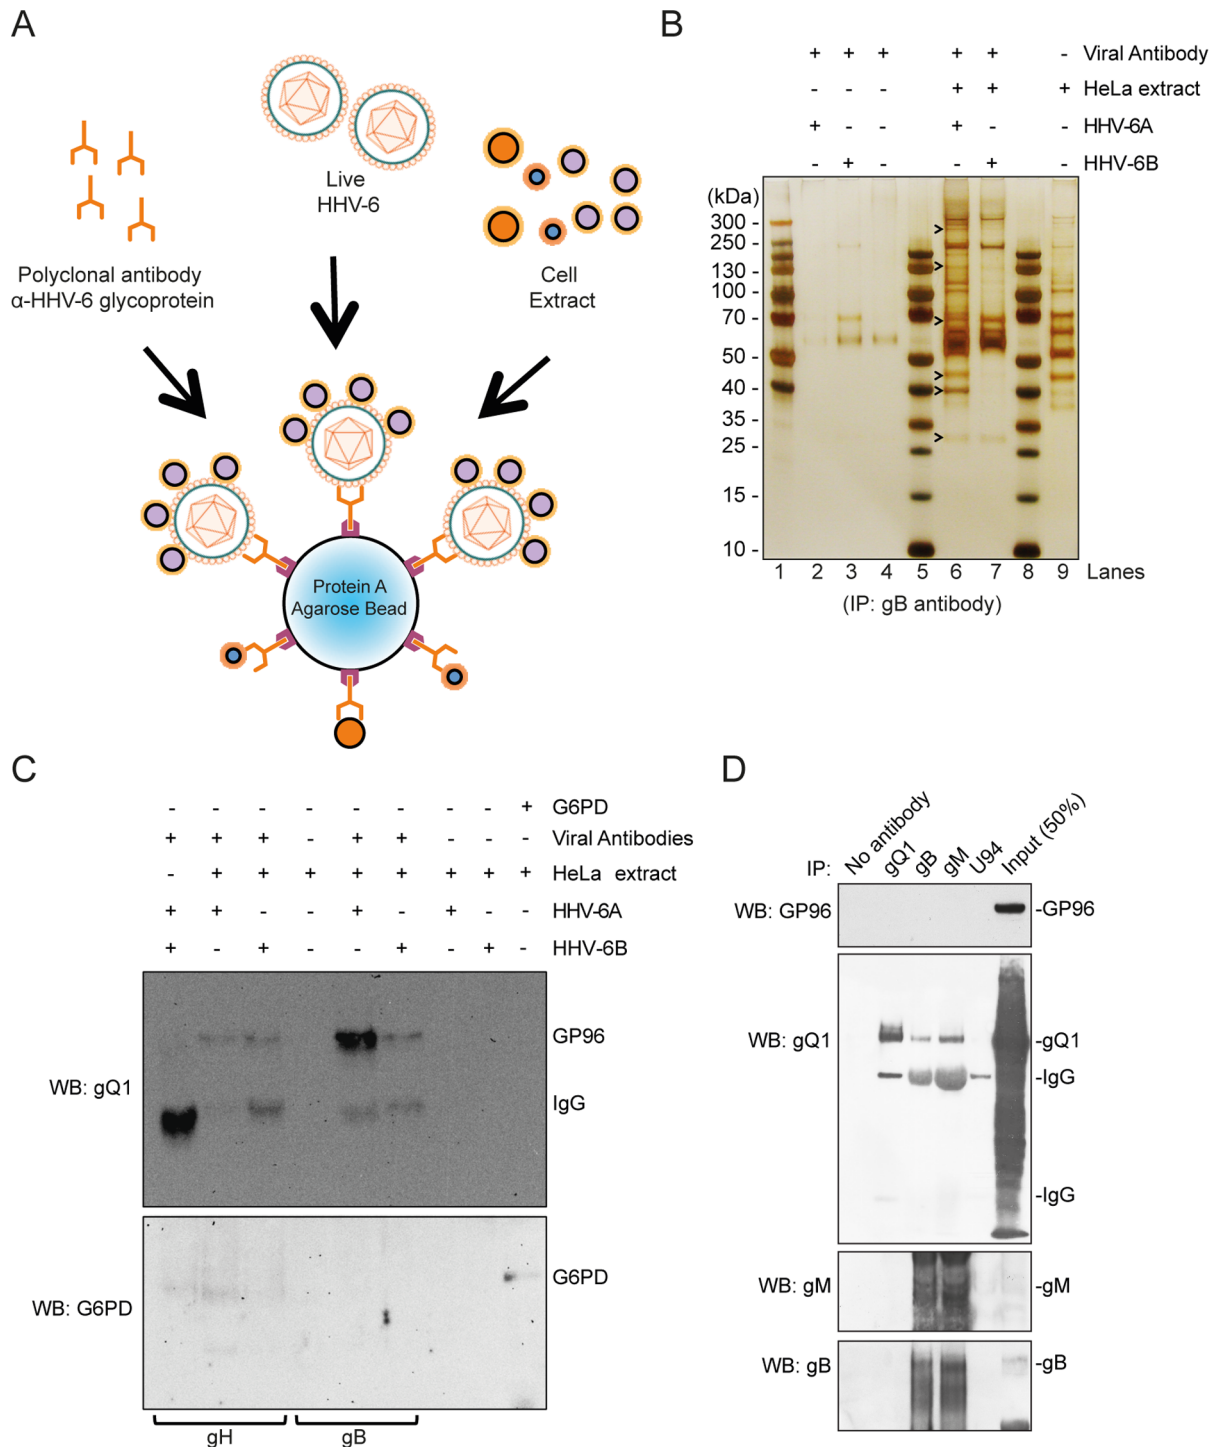 A
Live
HHV-6
Polyclonal antibody
α-HHV-6 glycoprotein
Cell
Extract
Protein A
Agarose Bead
B
+ + + + + - Viral Antibody
- - - + + + HeLa extract
+ - - + - - HHV-6A
- + - - + - HHV-6B
(kDa)
300 -
250 -
130 -
100 -
70 -
50 -
40 -
35 -
25 -
15 -
10 -
> > > > > >
1 2 3 4 5 6 7 8 9 Lanes
(IP: gB antibody)
C
- - - - - - - - + G6PD
+ + + - + + - - - Viral Antibodies
- + + + + + + + + HeLa extract
+ + - - + - + - - HHV-6A
+ - + - - + - + - HHV-6B
WB: gQ1
GP96
IgG
WB: G6PD
G6PD
gH gB
D
IP: No antibody gQ1 gB gM U94 Input (50%)
WB: GP96 -GP96
WB: gQ1 -gQ1
-IgG
-IgG
WB: gM -gM
WB: gB -gB